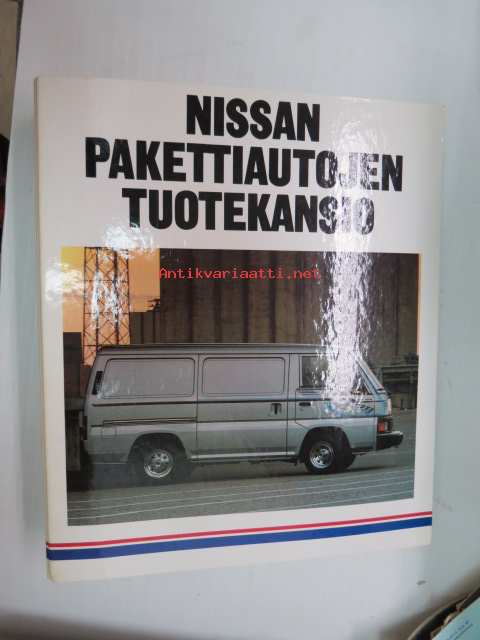 NISSAN
PAKETTIAUTOJEN
TUOTEKANSIO
Antikvariaatti.net